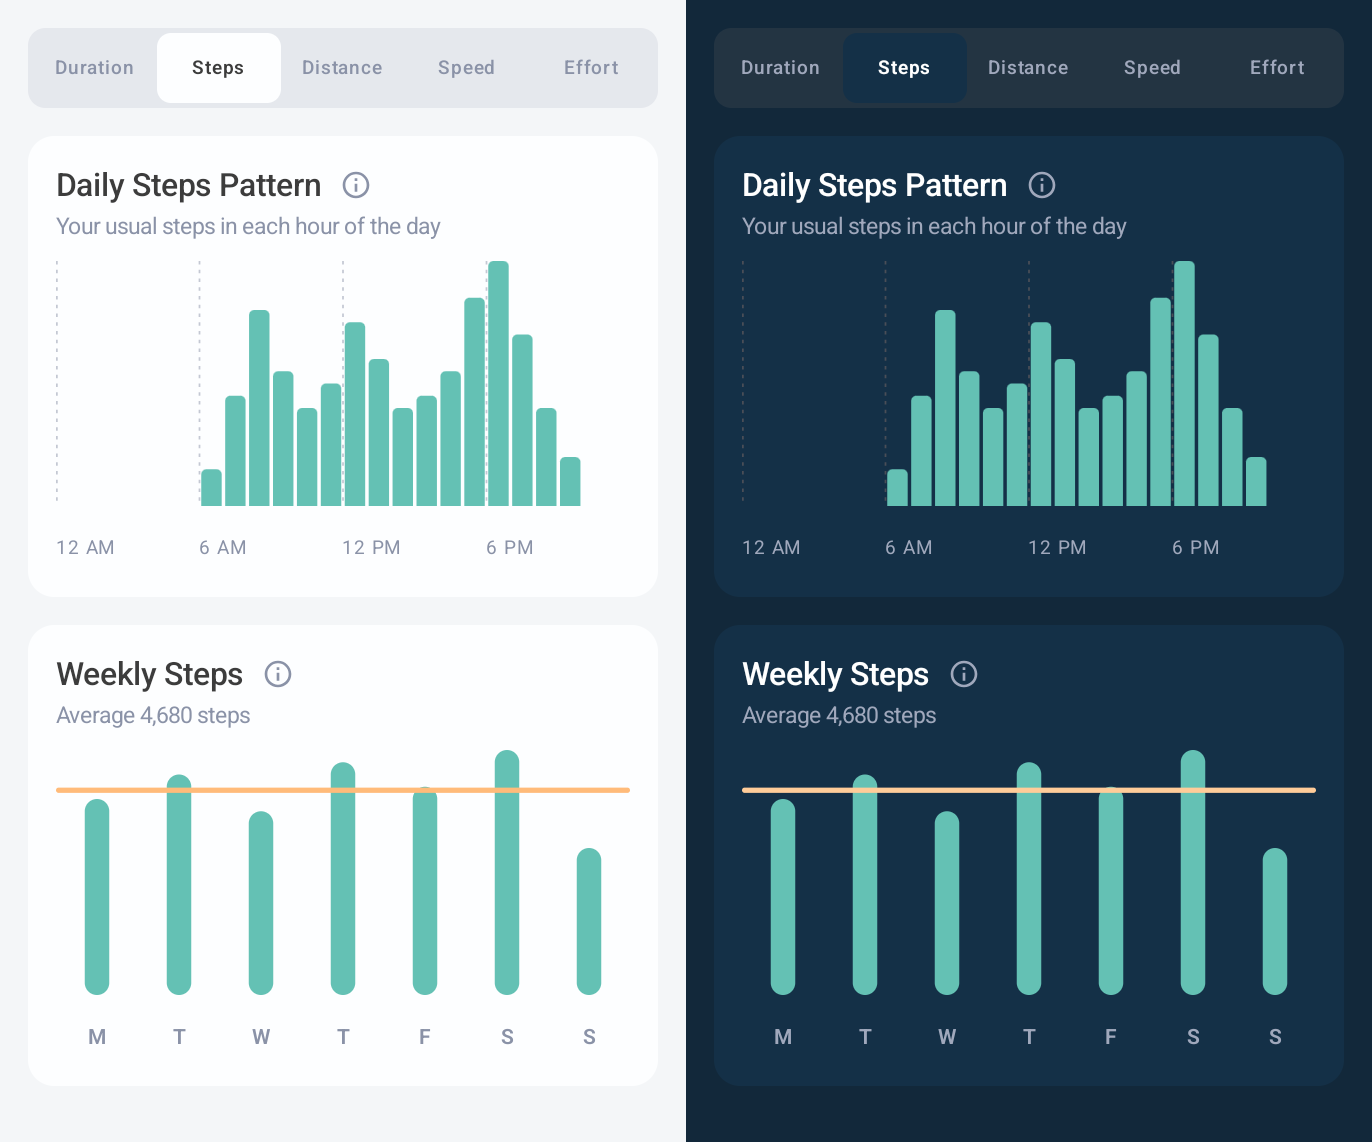 Duration Steps Distance Speed Effort
Daily Steps Pattern
Your usual steps in each hour of the day
12 AM 6 AM 12 PM 6 PM
Weekly Steps
Average 4,680 steps
M T W T F S S
Duration Steps Distance Speed Effort
Daily Steps Pattern
Your usual steps in each hour of the day
12 AM 6 AM 12 PM 6 PM
Weekly Steps
Average 4,680 steps
M T W T F S S